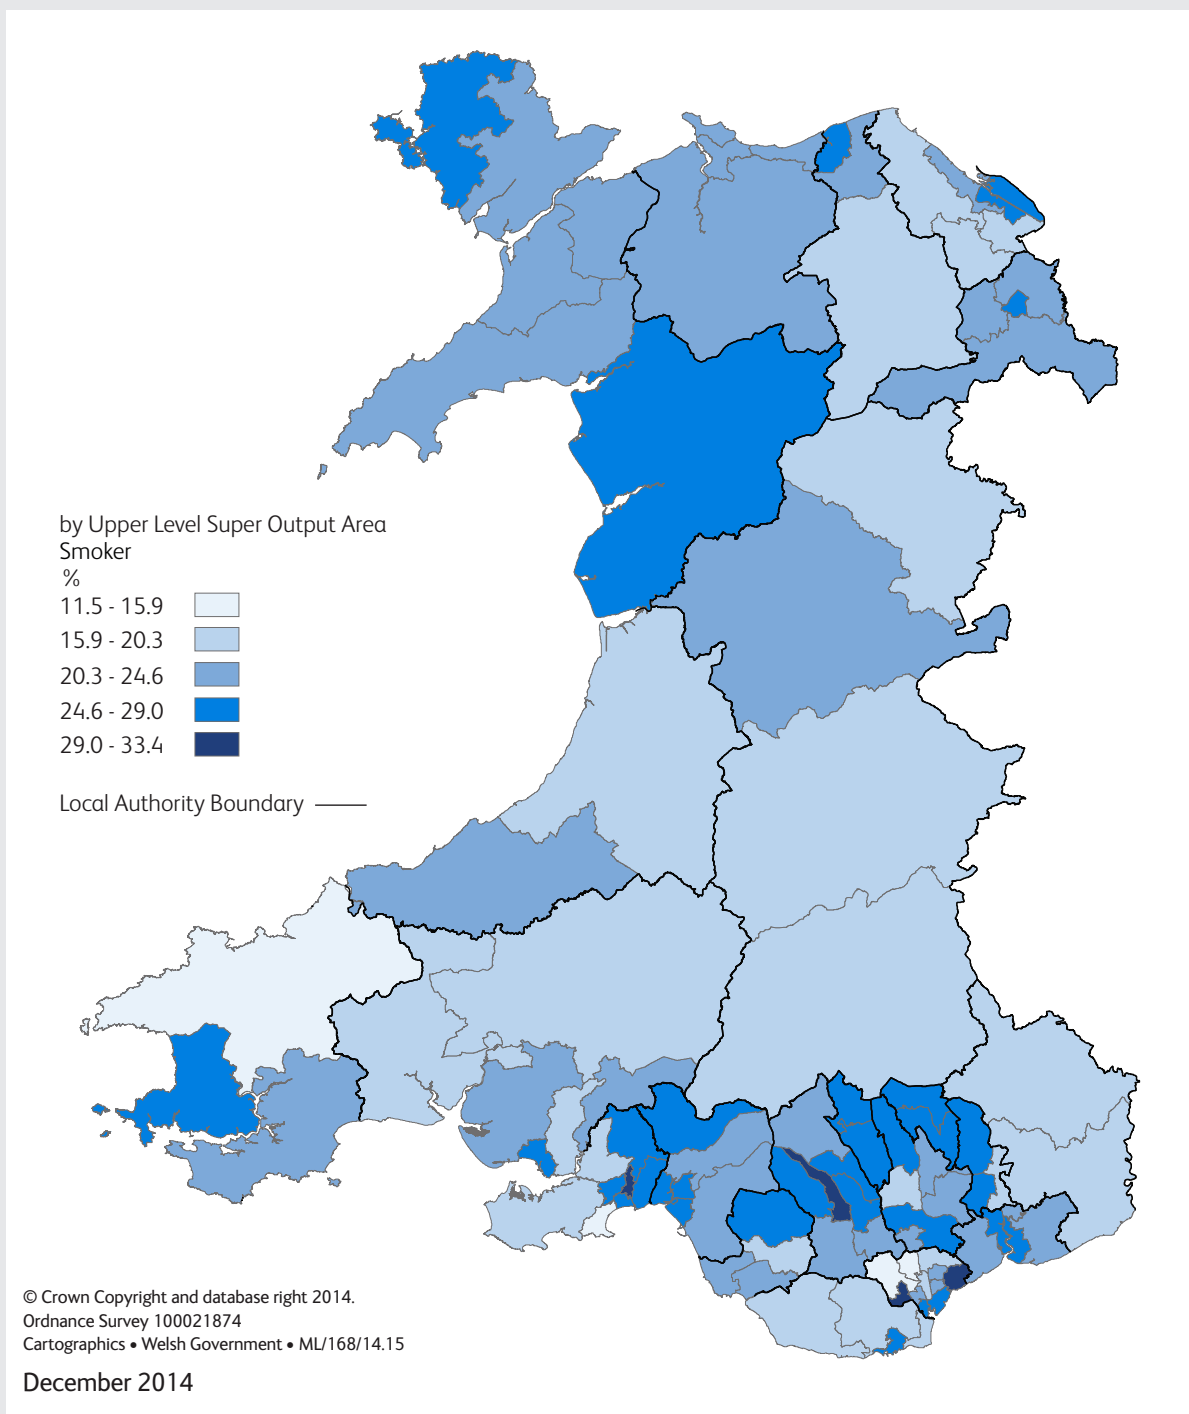 by Upper Level Super Output Area
Smoker
%
11.5 - 15.9
15.9 - 20.3
20.3 - 24.6
24.6 - 29.0
29.0 - 33.4
Local Authority Boundary
© Crown Copyright and database right 2014.
Ordnance Survey 100021874
Cartographics • Welsh Government • ML/168/14.15
December 2014